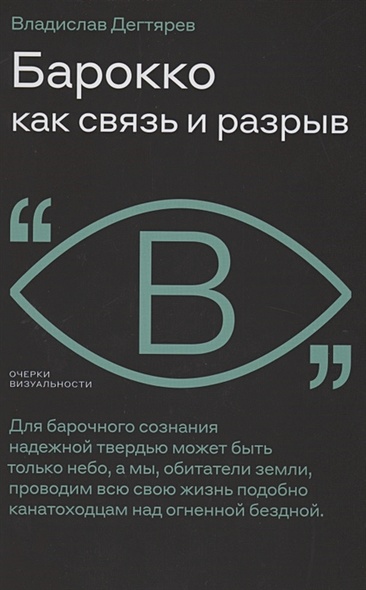 Владислав Дегтярев
Барокко
как связь и разрыв
“
В
”
ОЧЕРКИ
ВИЗУАЛЬНОСТИ
Для барочного сознания
надежной твердью может быть
только небо, а мы, обитатели земли,
проводим всю свою жизнь подобно
канатоходцам над огненной бездной.